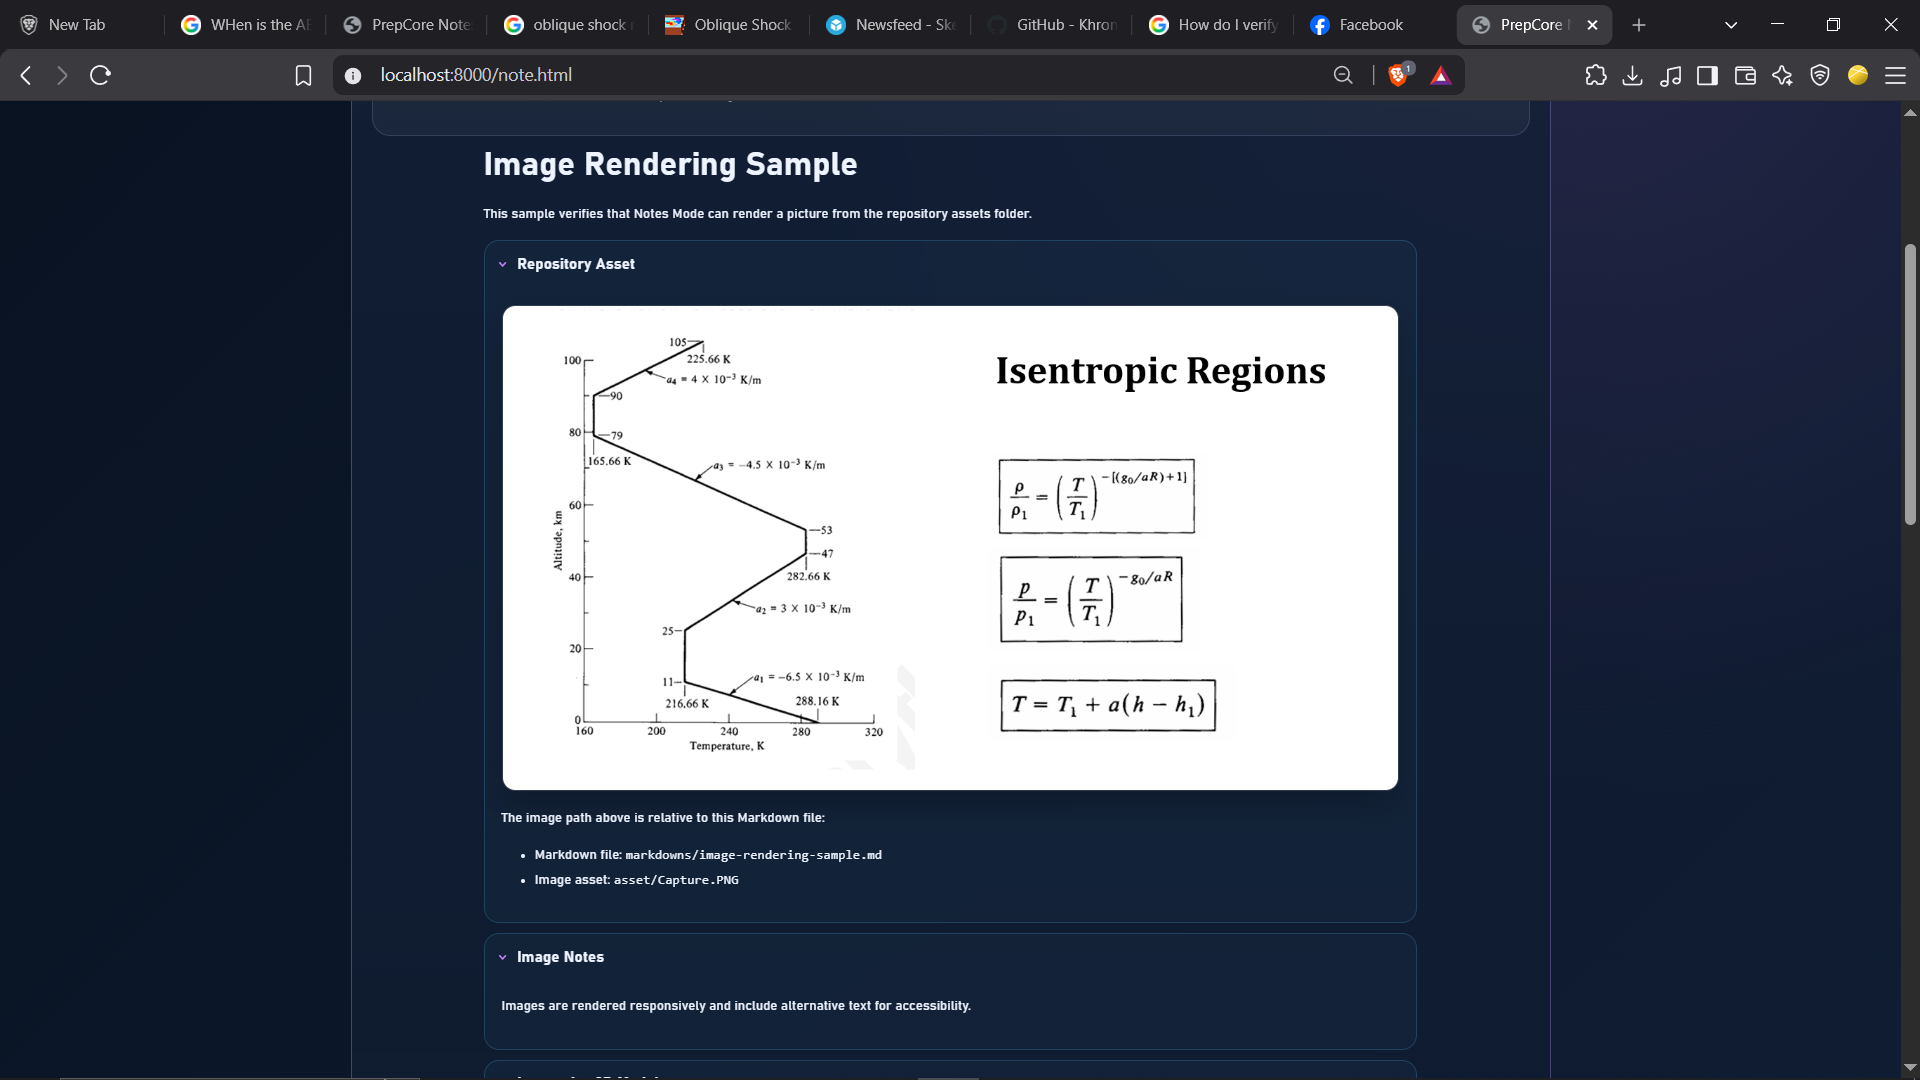 New Tab
WHen is the AF
PrepCore Note
oblique shock
Oblique Shock
Newsfeed - Ske
GitHub - Khron
How do I verify
Facebook
PrepCore
localhost:8000/note.html
1
Image Rendering Sample
This sample verifies that Notes Mode can render a picture from the repository assets folder.
Repository Asset
105
225.66 K
100
a4 = 4 X 10⁻³ K/m
90
80
79
165.66 K
a3 = -4.5 X 10⁻³ K/m
60
53
47
Altitude, km
282.66 K
40
a2 = 3 X 10⁻³ K/m
25
20
a1 = -6.5 X 10⁻³ K/m
11
216.66 K
288.16 K
0
160 200 240 280 320
Temperature, K
Isentropic Regions
ρ/ρ₁ = (T/T₁)^-[(g₀/aR)+1]
p/p₁ = (T/T₁)^-g₀/aR
T = T₁ + a(h − h₁)
The image path above is relative to this Markdown file:
• Markdown file: markdowns/image-rendering-sample.md
• Image asset: asset/Capture.PNG
Image Notes
Images are rendered responsively and include alternative text for accessibility.